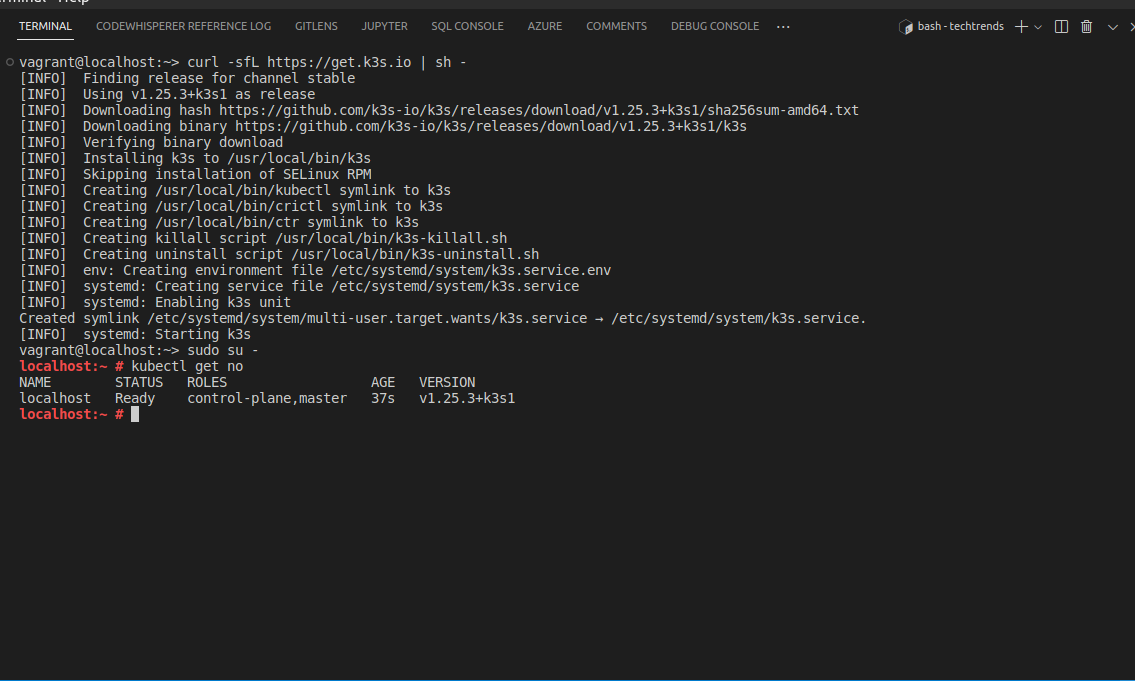 Help
TERMINAL CODEWHISPERER REFERENCE LOG GITLENS JUPYTER SQL CONSOLE AZURE COMMENTS DEBUG CONSOLE ··· bash - techtrends
vagrant@localhost:~> curl -sfL https://get.k3s.io | sh -
[INFO]  Finding release for channel stable
[INFO]  Using v1.25.3+k3s1 as release
[INFO]  Downloading hash https://github.com/k3s-io/k3s/releases/download/v1.25.3+k3s1/sha256sum-amd64.txt
[INFO]  Downloading binary https://github.com/k3s-io/k3s/releases/download/v1.25.3+k3s1/k3s
[INFO]  Verifying binary download
[INFO]  Installing k3s to /usr/local/bin/k3s
[INFO]  Skipping installation of SELinux RPM
[INFO]  Creating /usr/local/bin/kubectl symlink to k3s
[INFO]  Creating /usr/local/bin/crictl symlink to k3s
[INFO]  Creating /usr/local/bin/ctr symlink to k3s
[INFO]  Creating killall script /usr/local/bin/k3s-killall.sh
[INFO]  Creating uninstall script /usr/local/bin/k3s-uninstall.sh
[INFO]  env: Creating environment file /etc/systemd/system/k3s.service.env
[INFO]  systemd: Creating service file /etc/systemd/system/k3s.service
[INFO]  systemd: Enabling k3s unit
Created symlink /etc/systemd/system/multi-user.target.wants/k3s.service → /etc/systemd/system/k3s.service.
[INFO]  systemd: Starting k3s
vagrant@localhost:~> sudo su -
localhost:~ # kubectl get no
NAME        STATUS   ROLES                  AGE   VERSION
localhost   Ready    control-plane,master   37s   v1.25.3+k3s1
localhost:~ #